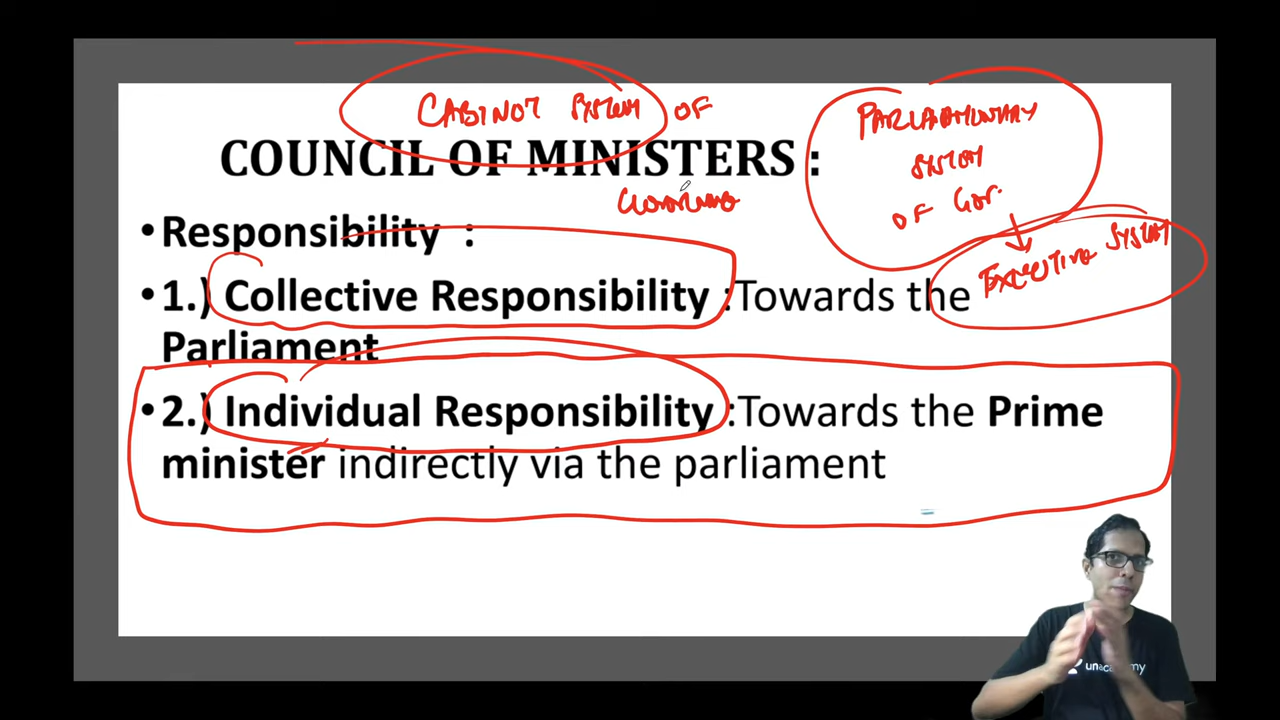 CABINET SYSTEM OF
PARLIAMENTARY
SYSTEM
OF GOV.
COUNCIL OF MINISTERS :
EXECUTIVE SYSTEM
• Responsibility :
• 1.) Collective Responsibility :Towards the
Parliament
• 2.) Individual Responsibility :Towards the Prime
minister indirectly via the parliament
unacademy